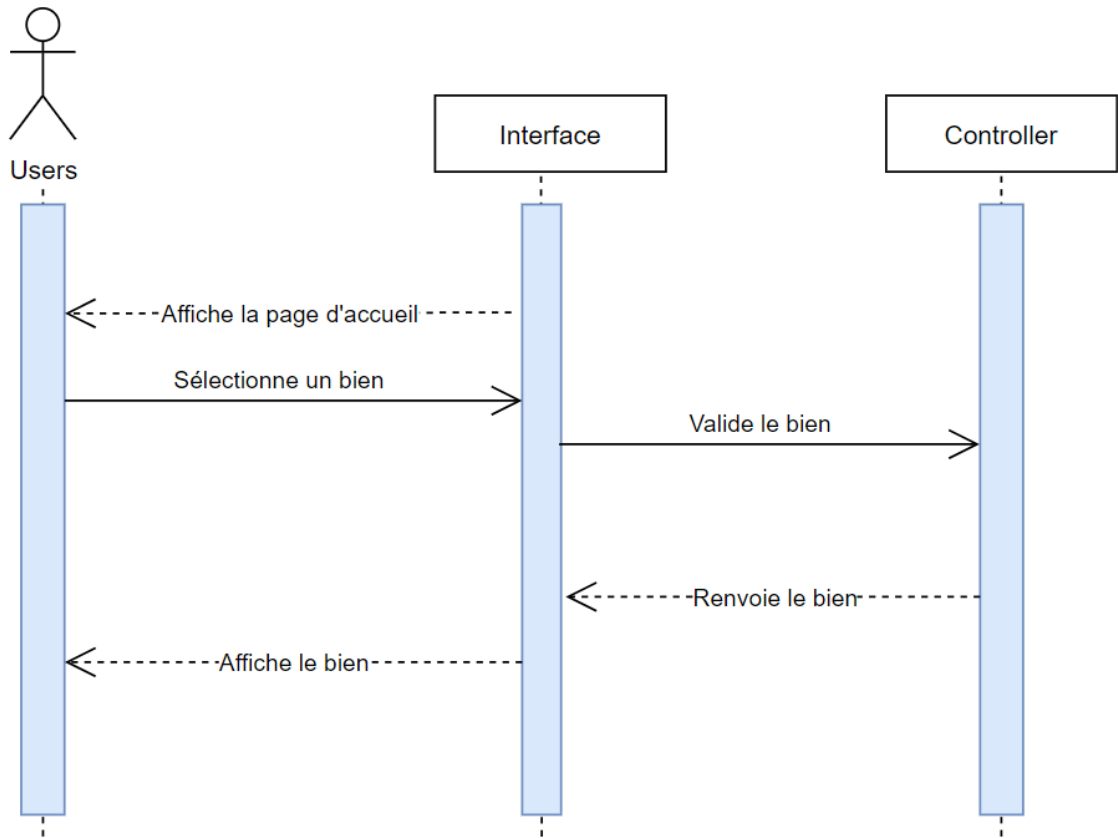 Users
Interface
Controller
Affiche la page d'accueil
Sélectionne un bien
Valide le bien
Renvoie le bien
Affiche le bien